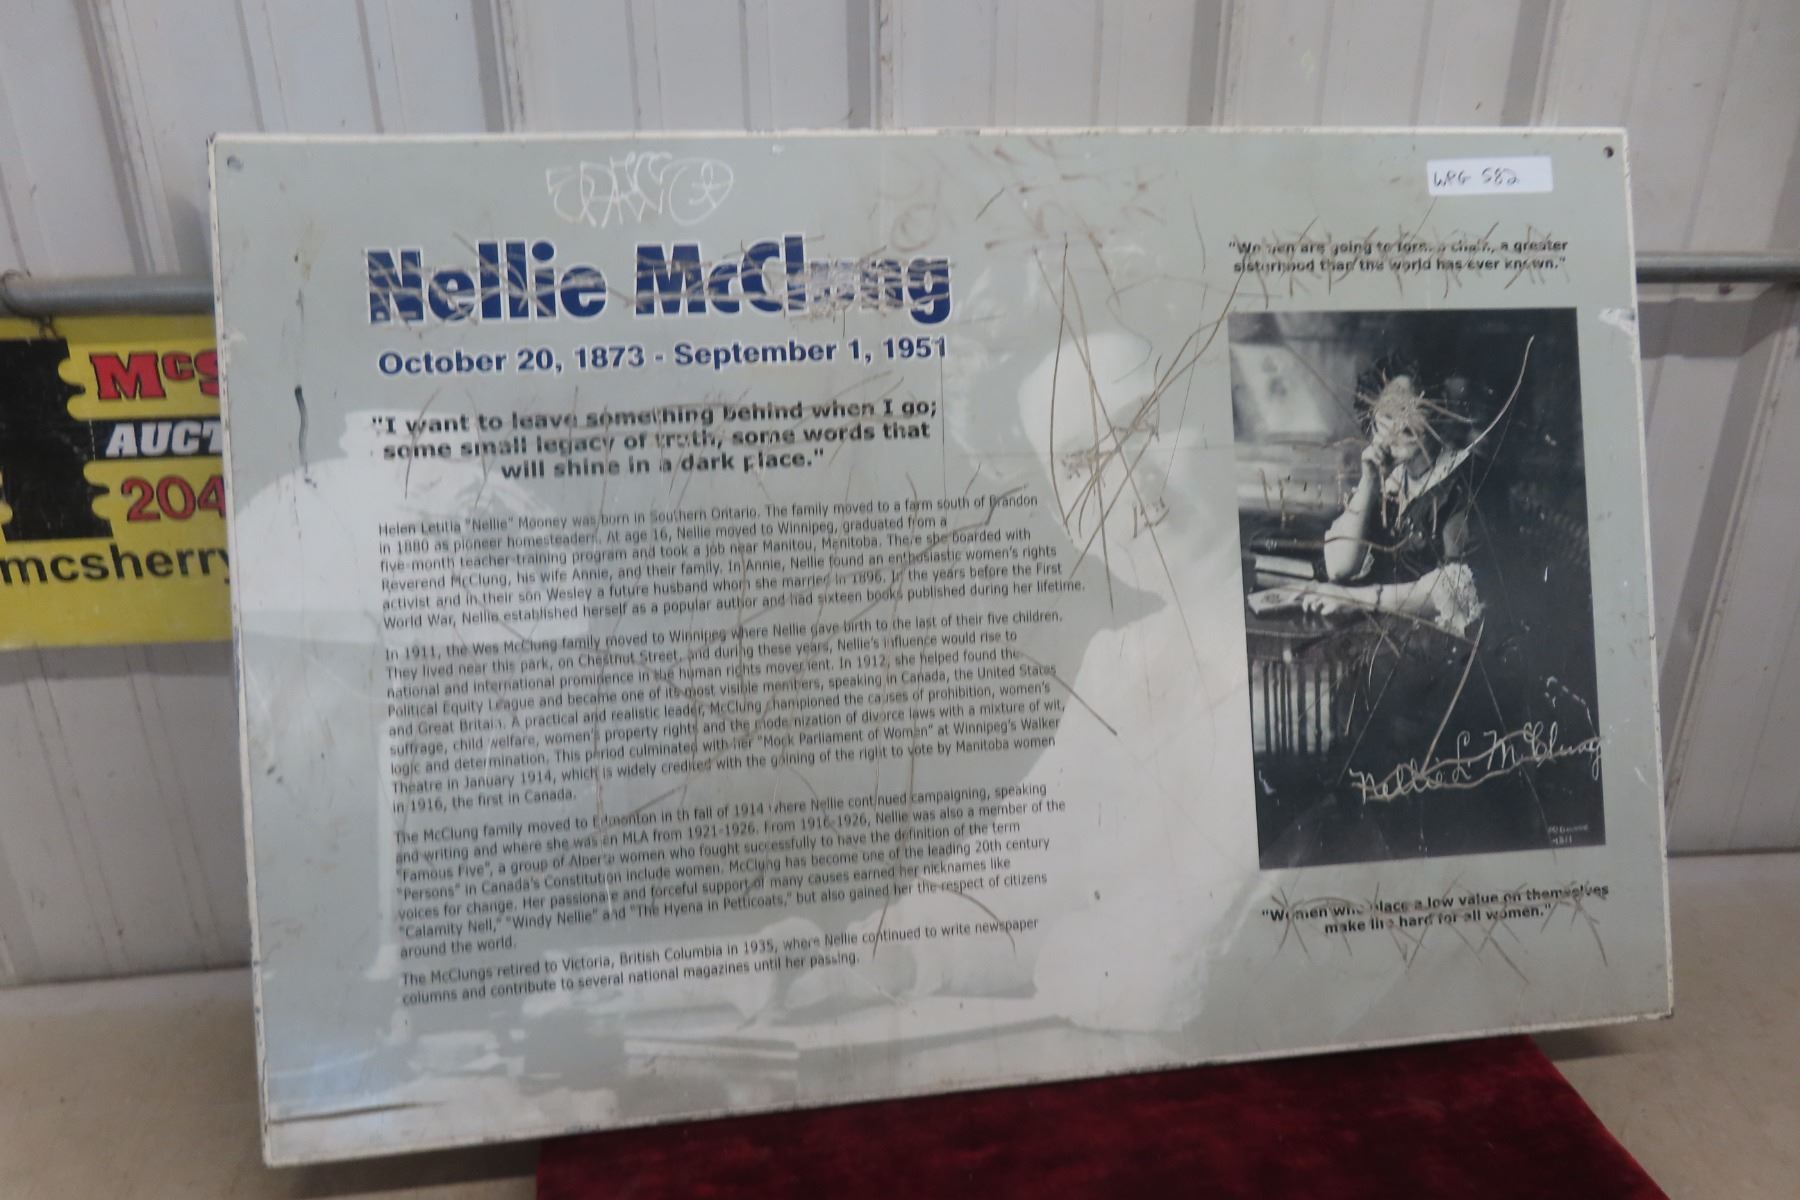 WPG 582
Nellie McClung
October 20, 1873 - September 1, 1951
"I want to leave something behind when I go;
some small legacy of truth, some words that
will shine in a dark place."
Helen Letitia "Nellie" Mooney was born in Southern Ontario. The family moved to a farm south of Brandon
in 1880 as pioneer homesteaders. At age 16, Nellie moved to Winnipeg, graduated from a
five-month teacher-training program and took a job near Manitou, Manitoba. There she boarded with
Reverend McClung, his wife Annie, and their family. In Annie, Nellie found an enthusiastic women's rights
activist and in their son Wesley a future husband whom she married in 1896. In the years before the First
World War, Nellie established herself as a popular author and had sixteen books published during her lifetime.
In 1911, the Wes McClung family moved to Winnipeg where Nellie gave birth to the last of their five children.
They lived near this park, on Chestnut Street, and during these years, Nellie's influence would rise to
national and international prominence in the human rights movement. In 1912, she helped found the
Political Equity League and became one of its most visible members, speaking in Canada, the United States
and Great Britain. A practical and realistic leader, McClung championed the causes of prohibition, women's
suffrage, child welfare, women's property rights and the modernization of divorce laws with a mixture of wit,
logic and determination. This period culminated with her "Mock Parliament of Women" at Winnipeg's Walker
Theatre in January 1914, which is widely credited with the gaining of the right to vote by Manitoba women
in 1916, the first in Canada.
The McClung family moved to Edmonton in th fall of 1914 where Nellie continued campaigning, speaking
and writing and where she was an MLA from 1921-1926. From 1916-1926, Nellie was also a member of the
"Famous Five", a group of Alberta women who fought successfully to have the definition of the term
"Persons" in Canada's Constitution include women. McClung has become one of the leading 20th century
voices for change. Her passionate and forceful support of many causes earned her nicknames like
"Calamity Nell," "Windy Nellie" and "The Hyena in Petticoats," but also gained her the respect of citizens
around the world.
The McClungs retired to Victoria, British Columbia in 1935, where Nellie continued to write newspaper
columns and contribute to several national magazines until her passing.
"Women are going to form a chain, a greater
sisterhood than the world has ever known."
Nellie L McClung
"Women who place a low value on themselves
make life hard for all women."
McS
AUCT
204
mcsherry